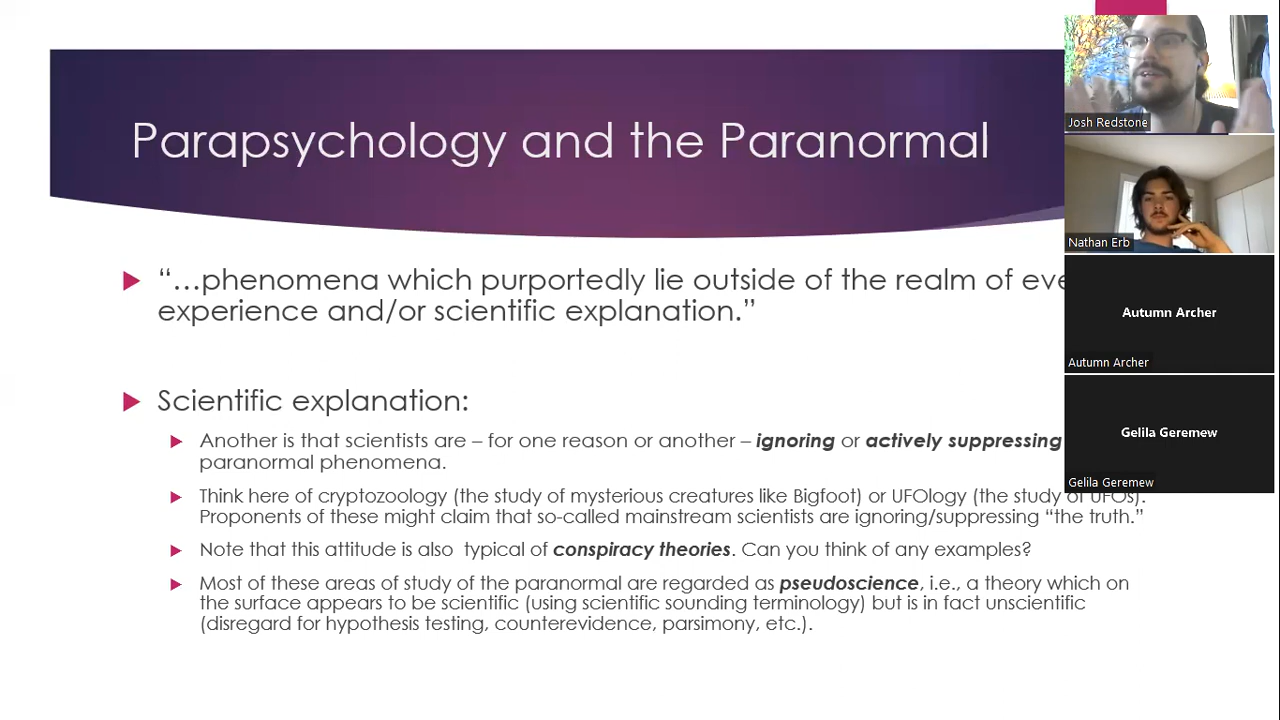 Parapsychology and the Paranormal
“…phenomena which purportedly lie outside of the realm of
experience and/or scientific explanation.”
Scientific explanation:
Another is that scientists are – for one reason or another – ignoring or actively suppressing
paranormal phenomena.
Think here of cryptozoology (the study of mysterious creatures like Bigfoot) or UFOlogy (the study of UFOs).
Proponents of these might claim that so-called mainstream scientists are ignoring/suppressing “the truth.”
Note that this attitude is also typical of conspiracy theories. Can you think of any examples?
Most of these areas of study of the paranormal are regarded as pseudoscience, i.e., a theory which on
the surface appears to be scientific (using scientific sounding terminology) but is in fact unscientific
(disregard for hypothesis testing, counterevidence, parsimony, etc.).
Josh Redstone
Nathan Erb
Autumn Archer
Autumn Archer
Gelila Geremew
Gelila Geremew